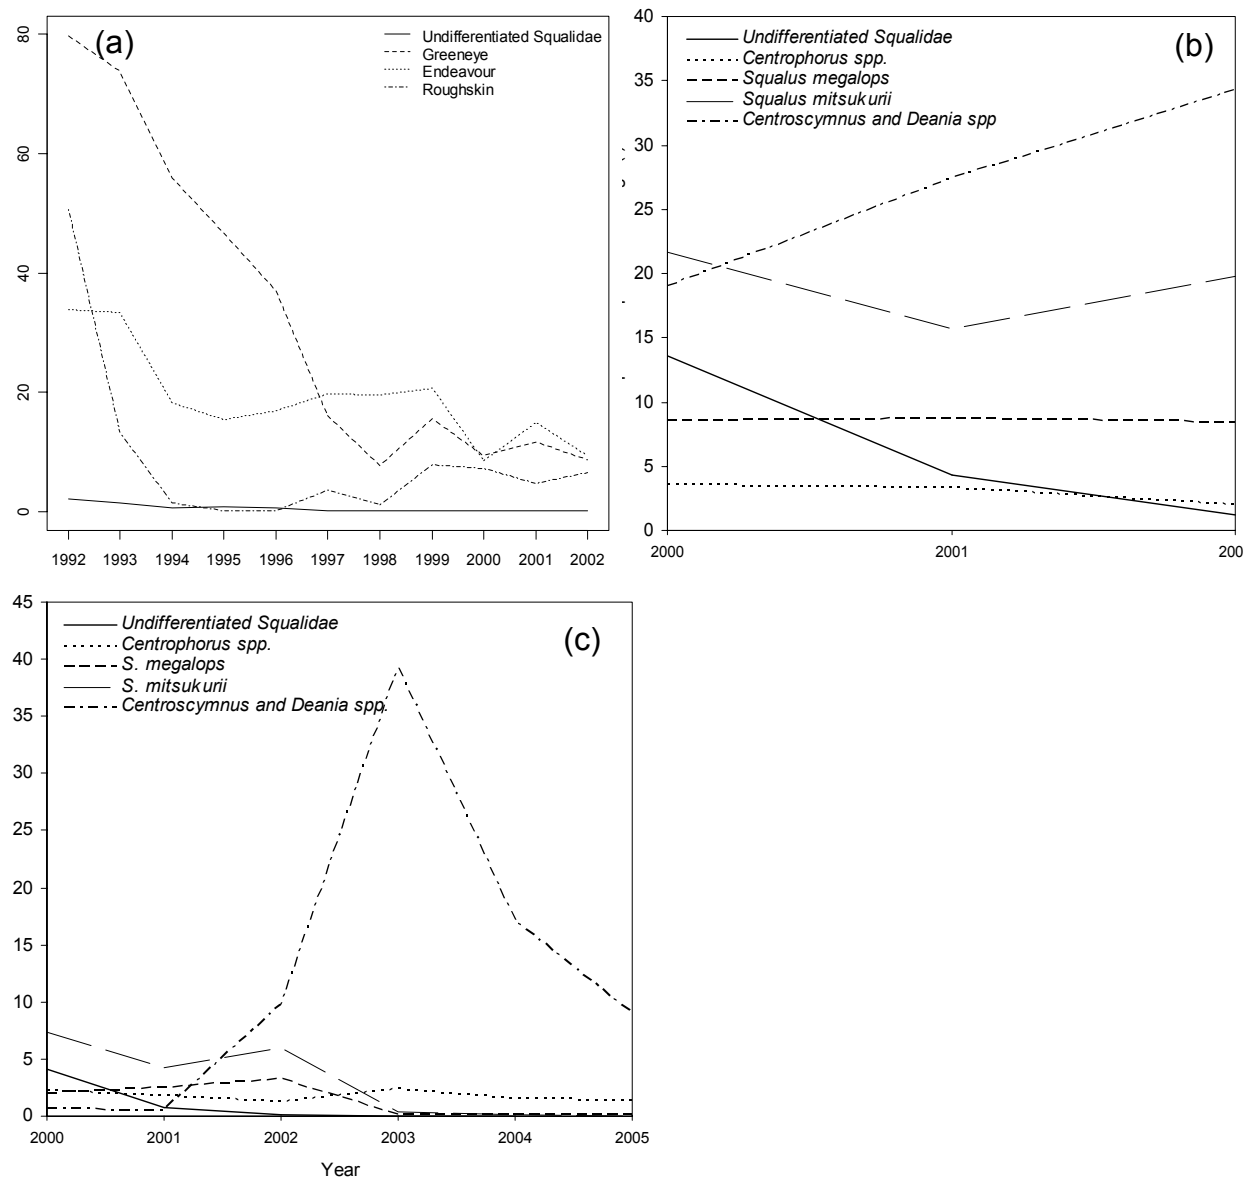 (a)
Undifferentiated Squalidae
Greeneye
Endeavour
Roughskin
80
60
40
20
0
1992 1993 1994 1995 1996 1997 1998 1999 2000 2001 2002
(b)
Undifferentiated Squalidae
Centrophorus spp.
Squalus megalops
Squalus mitsukurii
Centroscymnus and Deania spp
40
35
30
25
20
15
10
5
0
2000 2001 200
(c)
Undifferentiated Squalidae
Centrophorus spp.
S. megalops
S. mitsukurii
Centroscymnus and Deania spp.
45
40
35
30
25
20
15
10
5
0
2000 2001 2002 2003 2004 2005
Year